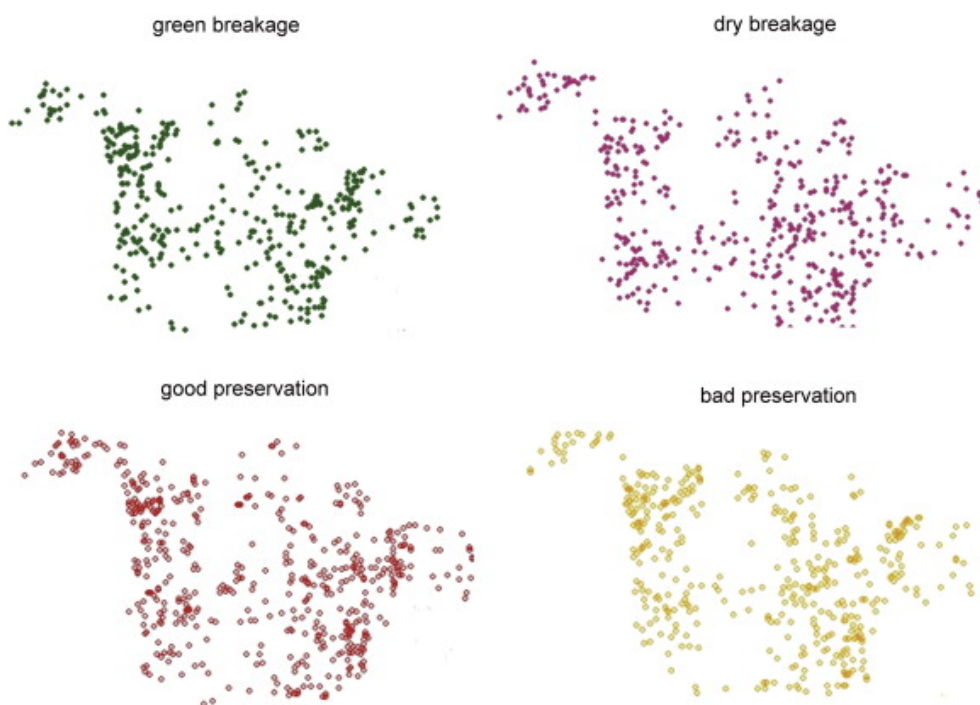 green breakage
dry breakage
good preservation
bad preservation